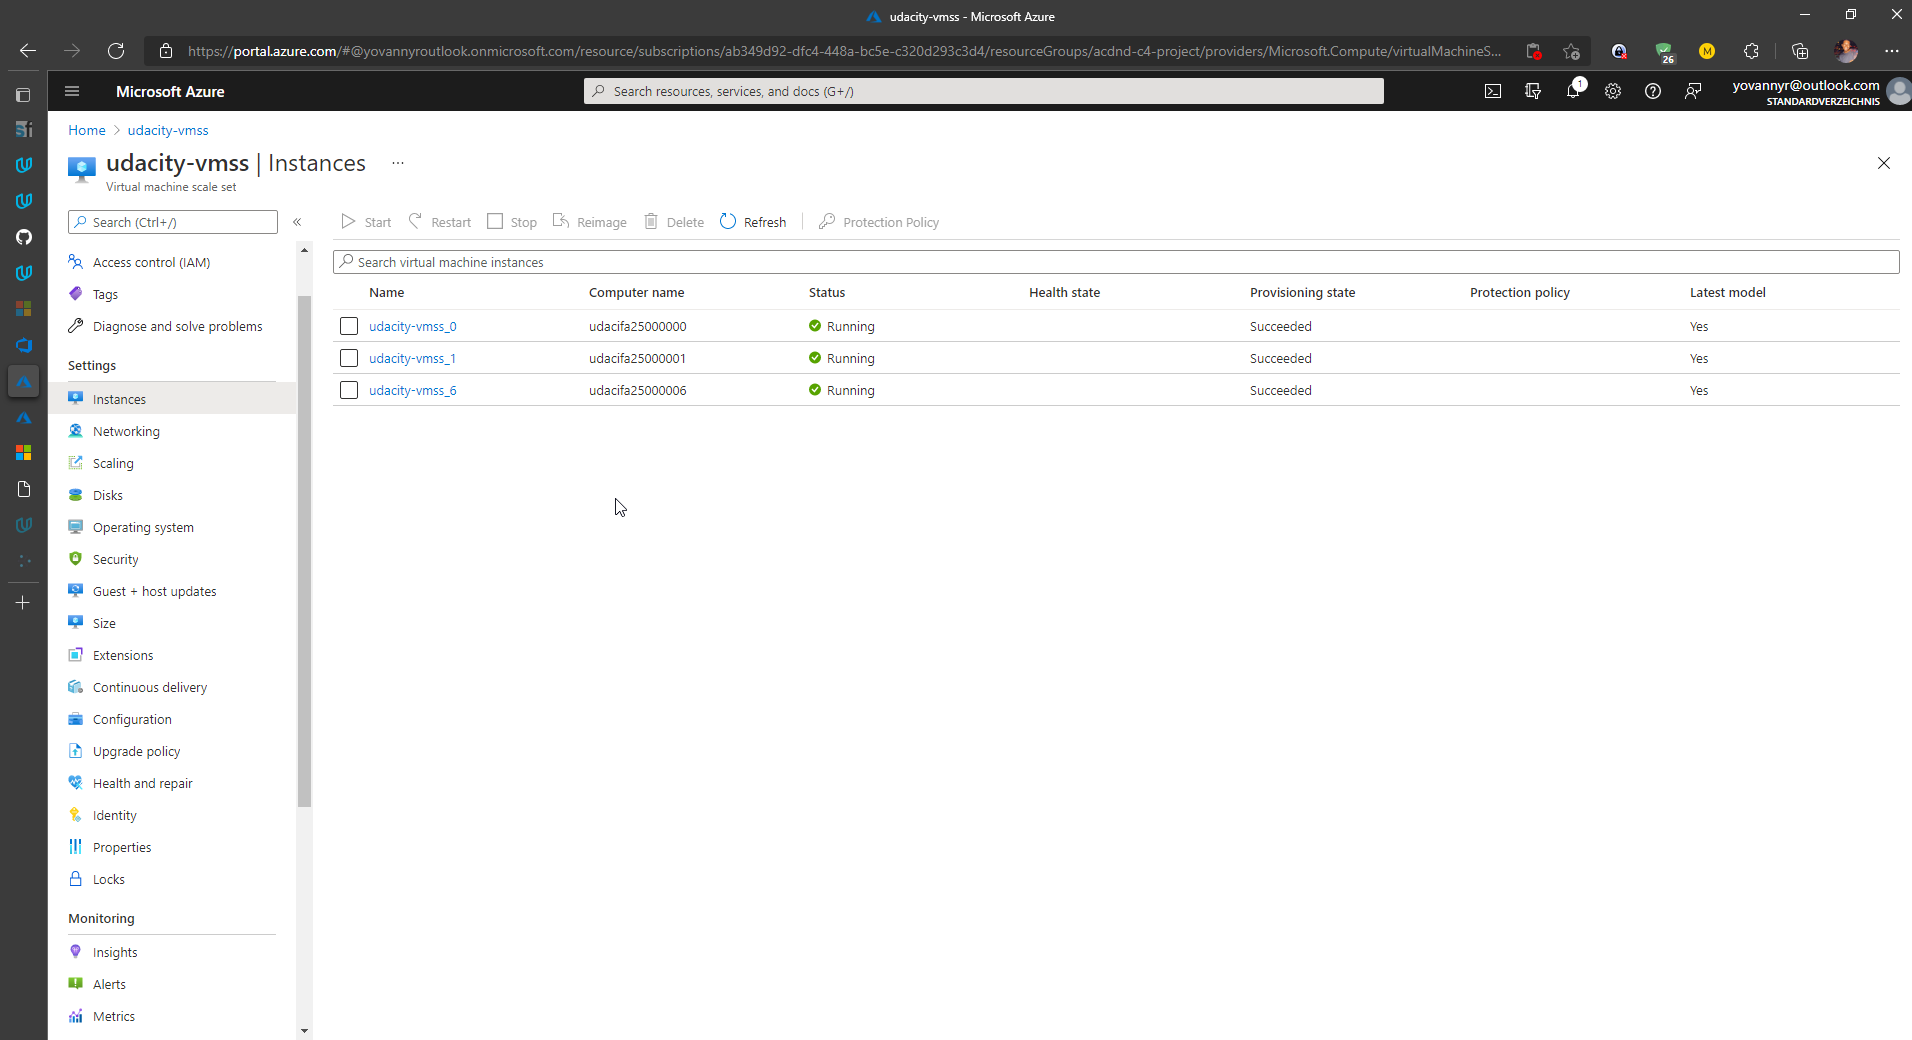 udacity-vmss - Microsoft Azure
https://portal.azure.com/#@yovannyroutlook.onmicrosoft.com/resource/subscriptions/ab349d92-dfc4-448a-bc5e-c320d293c3d4/resourceGroups/acdnd-c4-project/providers/Microsoft.Compute/virtualMachineS...
26
M
Microsoft Azure
Search resources, services, and docs (G+/)
1
yovannyr@outlook.com
STANDARDVERZEICHNIS
Home > udacity-vmss
udacity-vmss | Instances ...
Virtual machine scale set
Search (Ctrl+/)
«
Start Restart Stop Reimage Delete Refresh Protection Policy
Search virtual machine instances
Name Computer name Status Health state Provisioning state Protection policy Latest model
udacity-vmss_0 udacifa25000000 Running Succeeded Yes
udacity-vmss_1 udacifa25000001 Running Succeeded Yes
udacity-vmss_6 udacifa25000006 Running Succeeded Yes
Access control (IAM)
Tags
Diagnose and solve problems
Settings
Instances
Networking
Scaling
Disks
Operating system
Security
Guest + host updates
Size
Extensions
Continuous delivery
Configuration
Upgrade policy
Health and repair
Identity
Properties
Locks
Monitoring
Insights
Alerts
Metrics